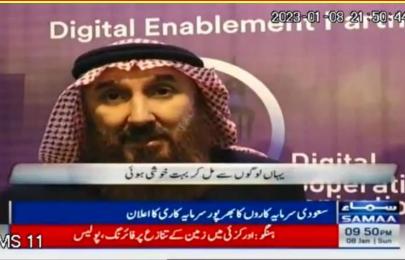 2023-01-08 21:50:44
Digital Enablement Part
Digital
یہاں لوگوں سے مل کر بہت خوشی ہوئی
سعودی سرمایہ کاروں کا بھرپور سرمایہ کاری کا اعلان
سماء
SAMAA
ہنگو: اورکزئی میں زمین کے تنازع پر فائرنگ، پولیس
09:50 PM
08 Jan Sun
MS 11